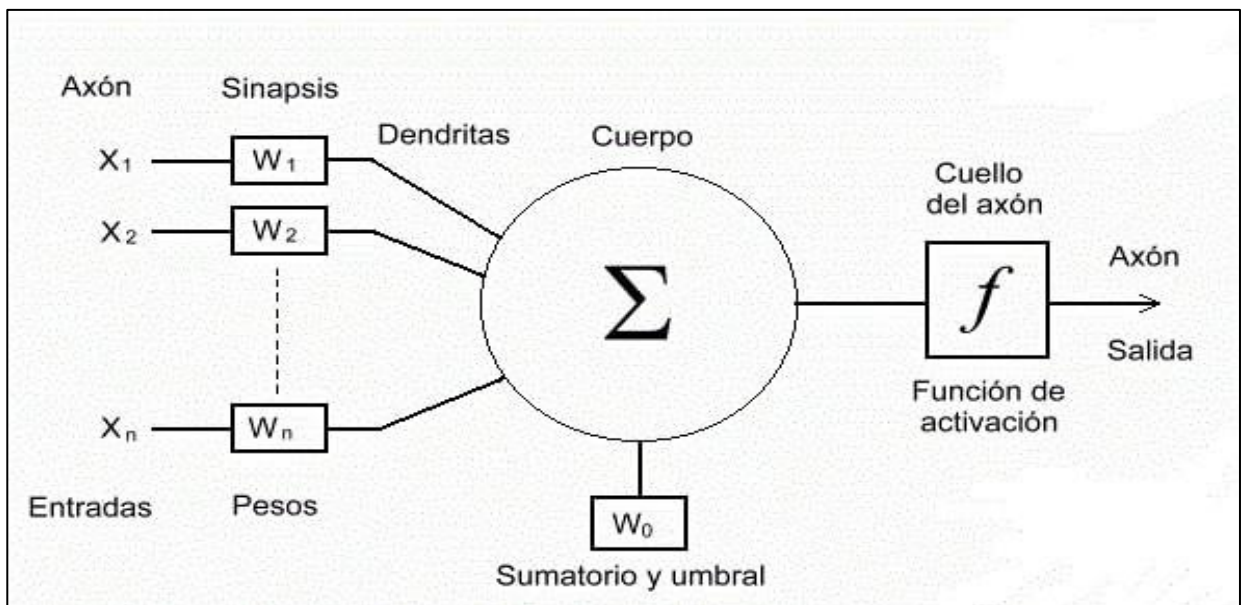 Axón
Sinapsis
Dendritas
Cuerpo
Cuello
del axón
X1
W1
X2
W2
Σ
f
Axón
Salida
Función de
activación
Xn
Wn
Entradas
Pesos
W0
Sumatorio y umbral